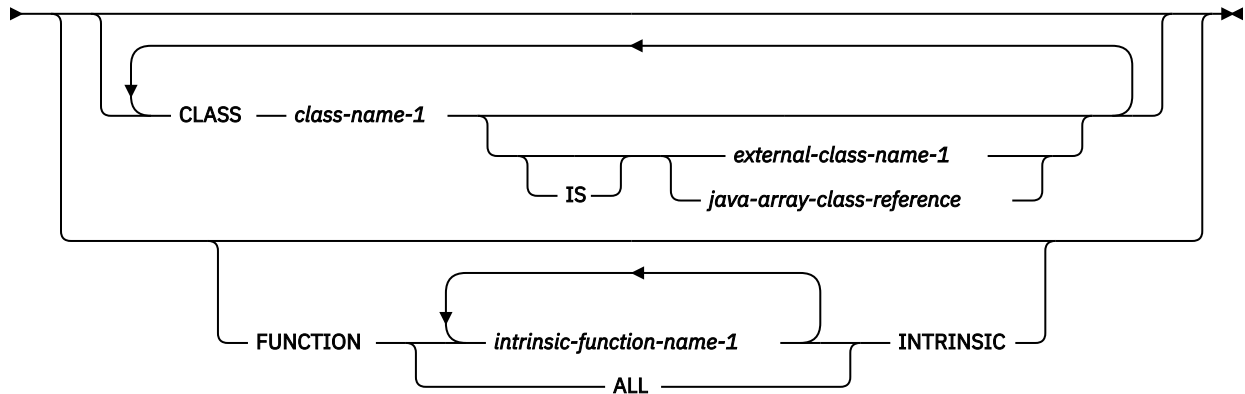 CLASS class-name-1
external-class-name-1
IS
java-array-class-reference
FUNCTION intrinsic-function-name-1 INTRINSIC
ALL